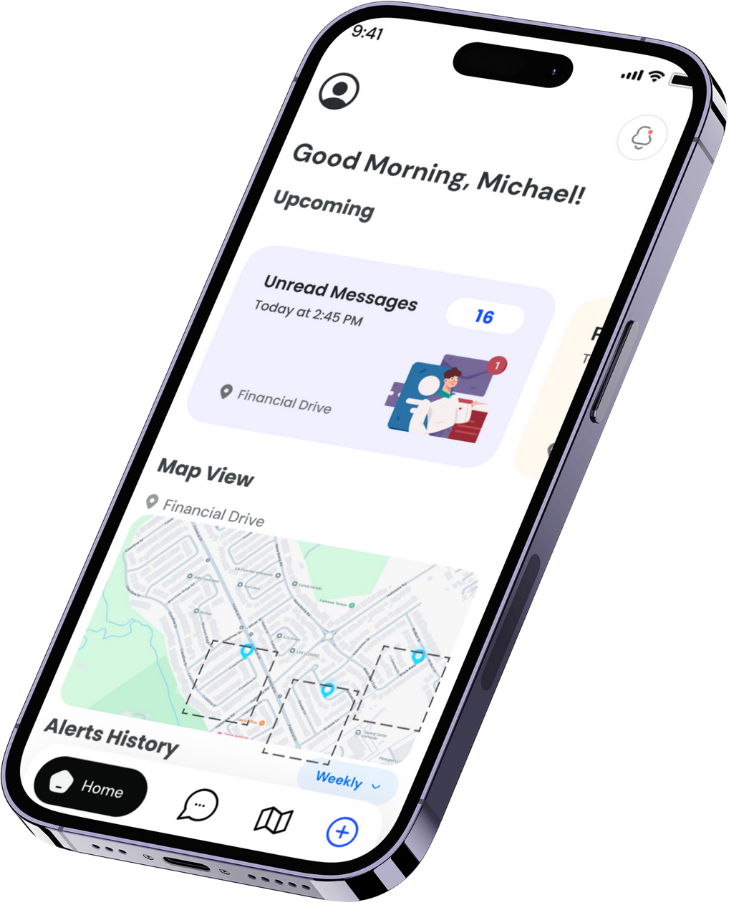 9:41
Good Morning, Michael!
Upcoming
Unread Messages
16
Today at 2:45 PM
1
Financial Drive
Map View
Financial Drive
Alerts History
Weekly
Home